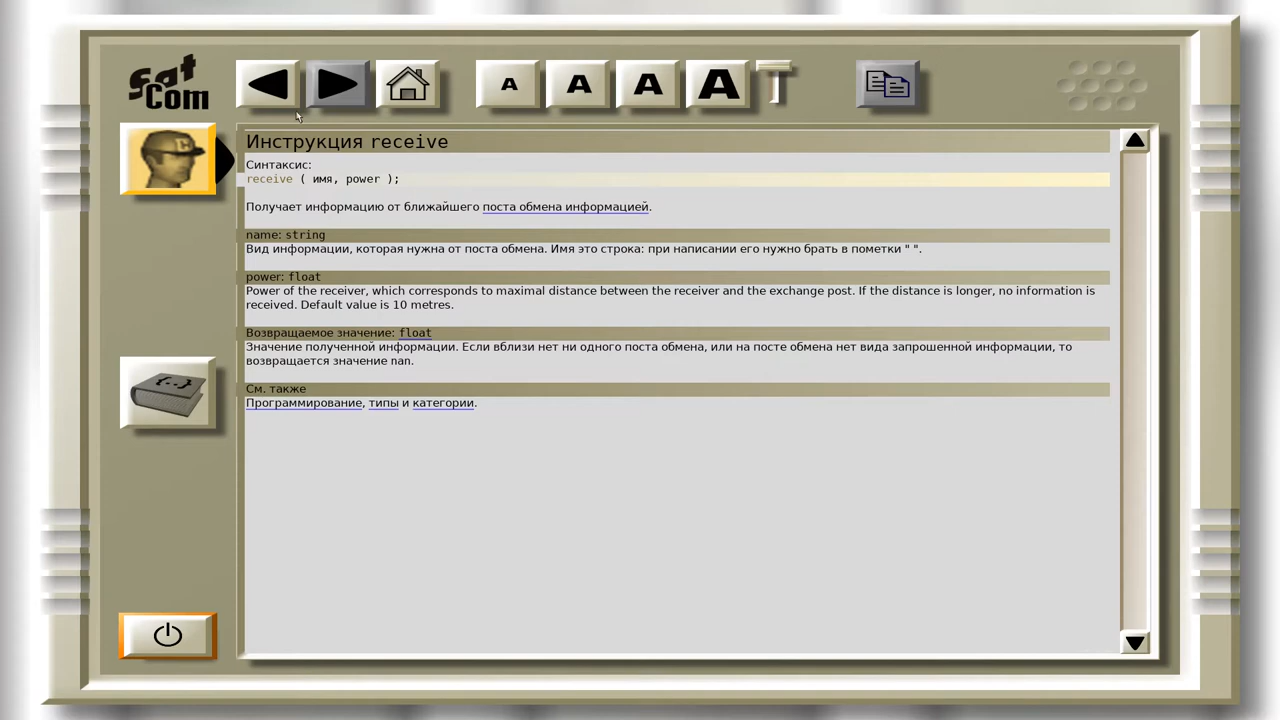 Sat
Com
A A A A
Инструкция receive
Синтаксис:
receive ( имя, power );
Получает информацию от ближайшего поста обмена информацией.
name: string
Вид информации, которая нужна от поста обмена. Имя это строка: при написании его нужно брать в пометки " ".
power: float
Power of the receiver, which corresponds to maximal distance between the receiver and the exchange post. If the distance is longer, no information is
received. Default value is 10 metres.
Возвращаемое значение: float
Значение полученной информации. Если вблизи нет ни одного поста обмена, или на посте обмена нет вида запрошенной информации, то
возвращается значение nan.
См. также
Программирование, типы и категории.
{..}